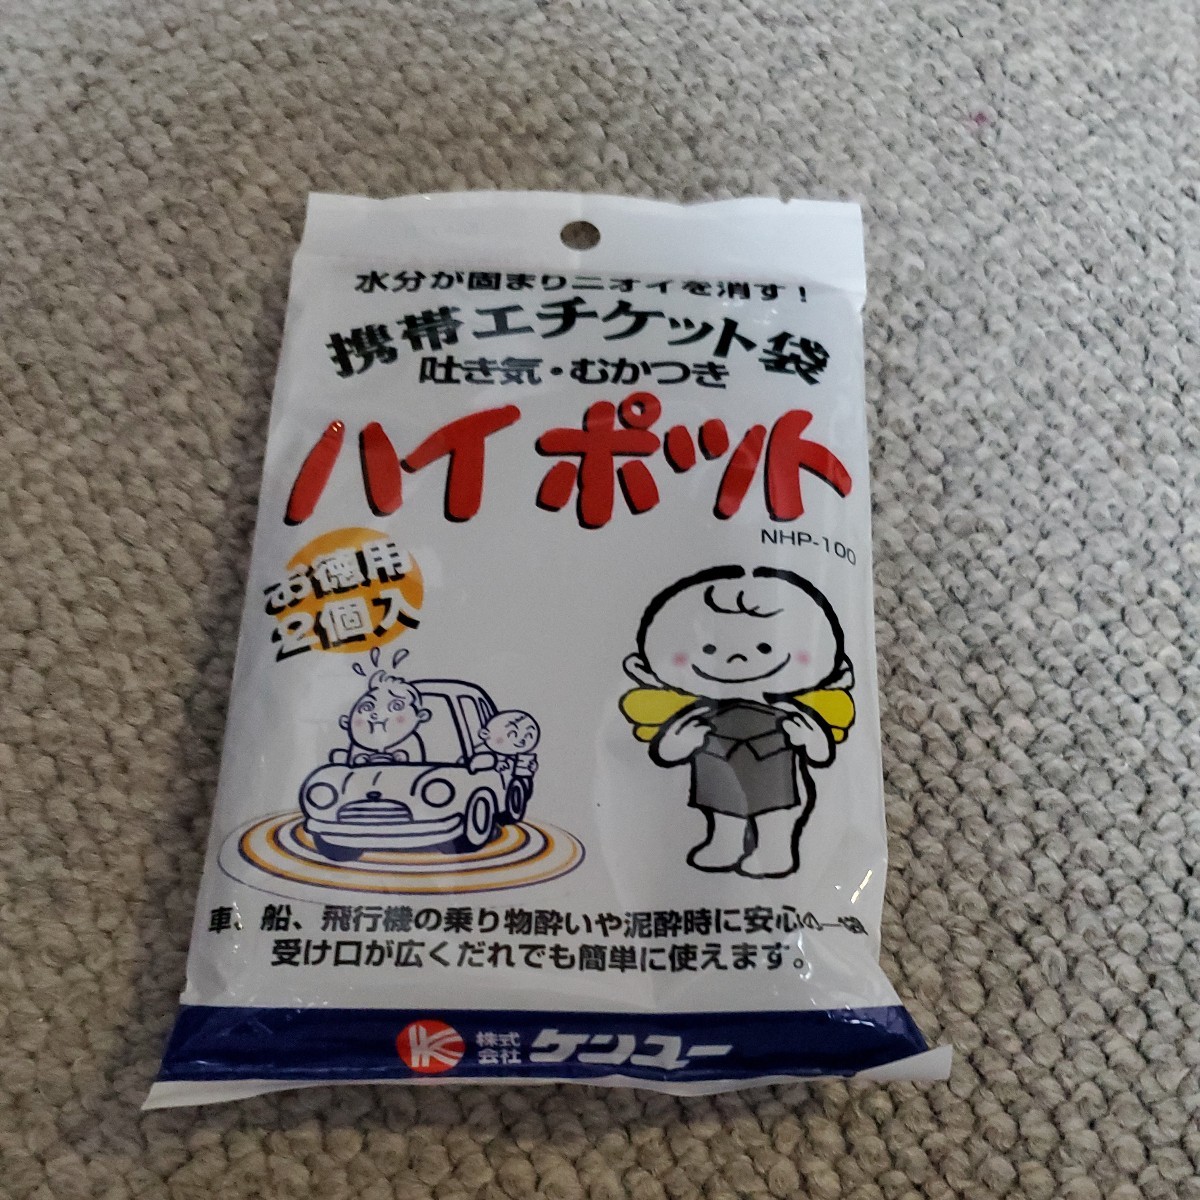 水分が固まりニオイを消す！
携帯エチケット袋
吐き気・むかつき
ハイポット
NHP-100
お徳用
2個入
車、船、飛行機の乗り物酔いや泥酔時に安心の一袋
受け口が広くだれでも簡単に使えます。
株式会社 ケンユー